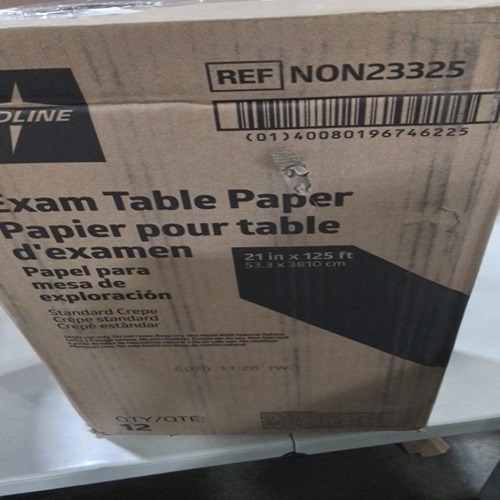 REF NON23325
(01)40080196746225
DLINE
Exam Table Paper
Papier pour table
d'examen
Papel para
mesa de
exploración
21 in x 125 ft
53.3 x 3810 cm
Standard Crepe
Crêpe standard
Crepé estándar
QTY/QTÉ
12